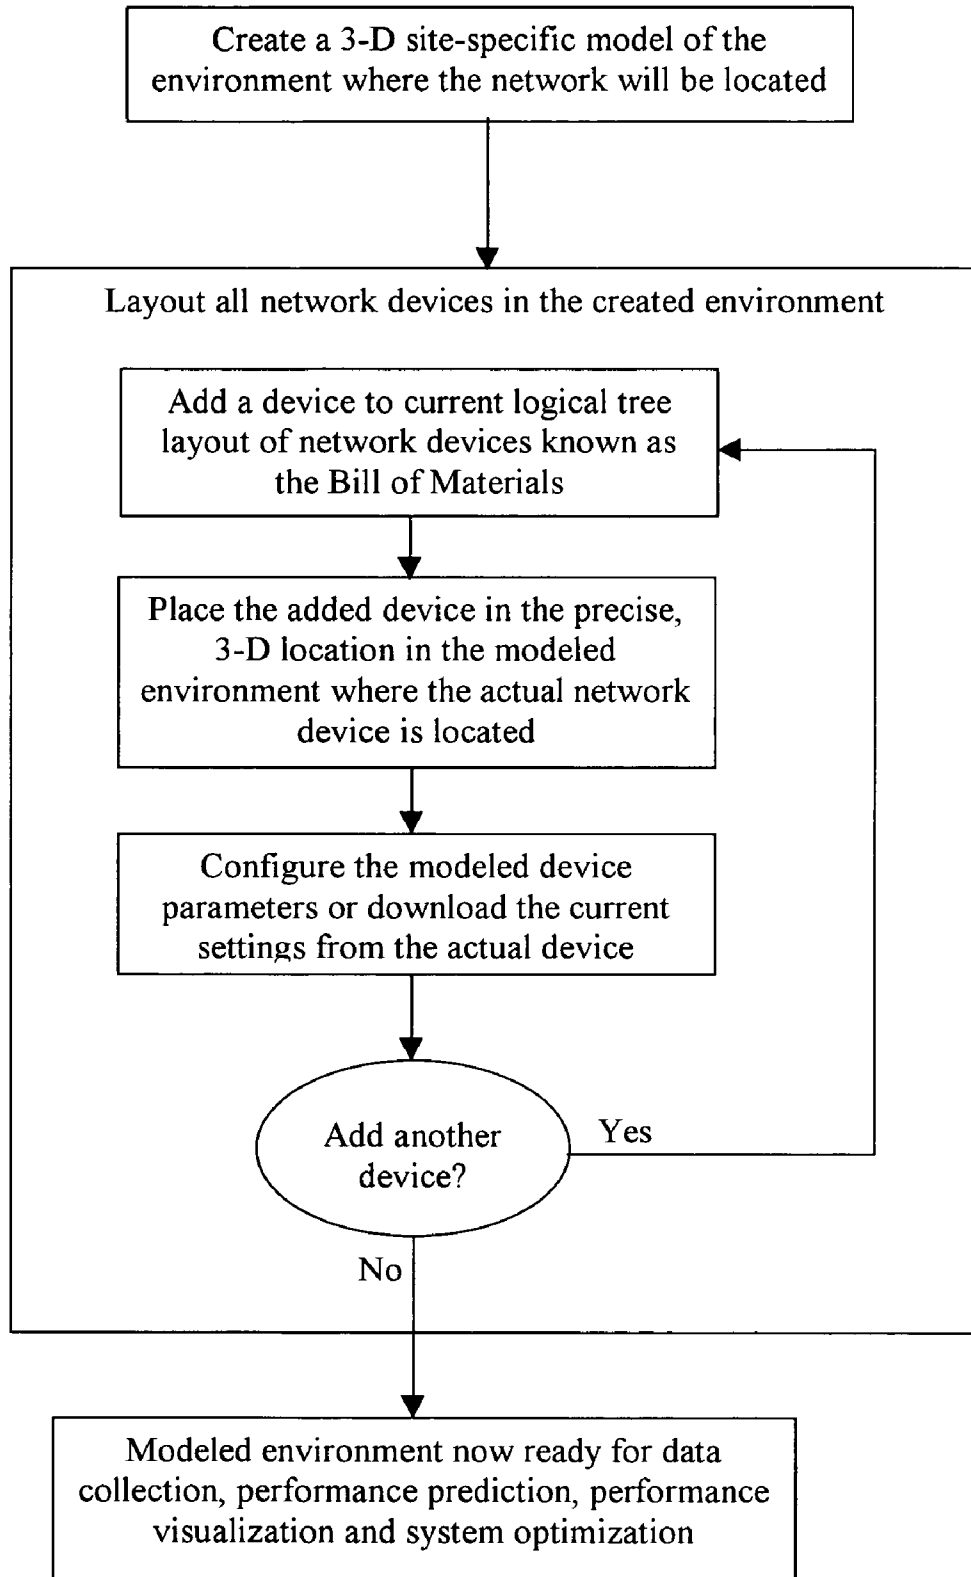 Create a 3-D site-specific model of the
environment where the network will be located
Layout all network devices in the created environment
Add a device to current logical tree
layout of network devices known as
the Bill of Materials
Place the added device in the precise,
3-D location in the modeled
environment where the actual network
device is located
Configure the modeled device
parameters or download the current
settings from the actual device
Add another
device?
Yes
No
Modeled environment now ready for data
collection, performance prediction, performance
visualization and system optimization